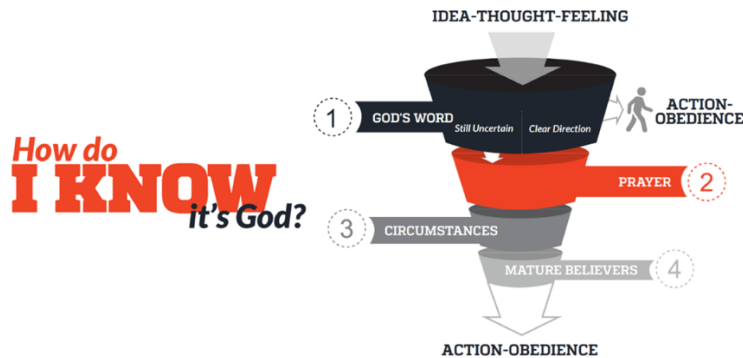 How do
I KNOW
it's God?
IDEA-THOUGHT-FEELING
1 GOD'S WORD
Still Uncertain
Clear Direction
ACTION-
OBEDIENCE
PRAYER 2
3 CIRCUMSTANCES
MATURE BELIEVERS 4
ACTION-OBEDIENCE